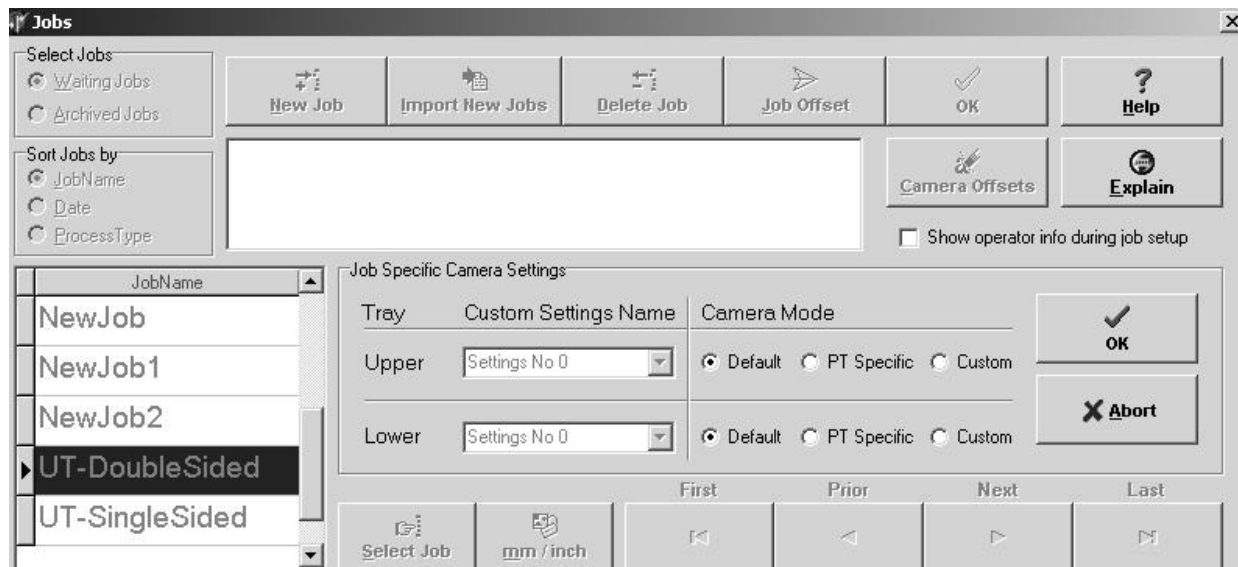 Jobs
Select Jobs
Waiting Jobs
Archived Jobs
New Job
Import New Jobs
Delete Job
Job Offset
OK
Help
Sort Jobs by
JobName
Date
ProcessType
Camera Offsets
Explain
Show operator info during job setup
JobName
NewJob
NewJob1
NewJob2
UT-DoubleSided
UT-SingleSided
Job Specific Camera Settings
Tray Custom Settings Name Camera Mode
Upper Settings No 0 Default PT Specific Custom
Lower Settings No 0 Default PT Specific Custom
OK
Abort
First Prior Next Last
Select Job
mm / inch